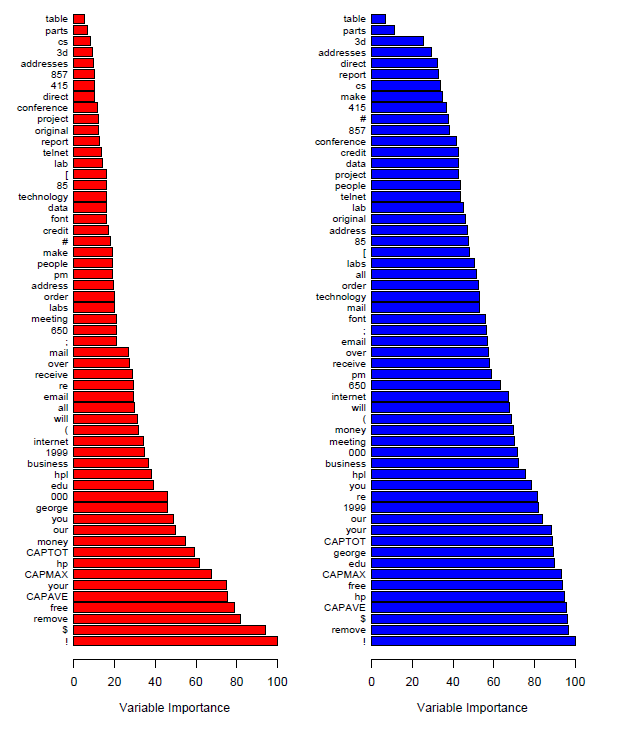 table
parts
cs
3d
addresses
857
415
direct
conference
project
original
report
telnet
lab
[
85
technology
data
font
credit
#
make
people
pm
address
order
labs
meeting
650
;
mail
over
receive
re
email
all
will
(
internet
1999
business
hpl
edu
000
george
you
our
money
CAPTOT
hp
CAPMAX
your
CAPAVE
free
remove
$
!
0 20 40 60 80 100
Variable Importance
table
parts
3d
addresses
direct
report
cs
make
415
#
857
conference
credit
data
project
people
telnet
lab
original
address
85
[
labs
all
order
technology
mail
font
;
email
over
receive
pm
650
internet
will
(
money
meeting
000
business
hpl
you
re
1999
our
your
CAPTOT
george
edu
CAPMAX
free
hp
CAPAVE
$
remove
!
0 20 40 60 80 100
Variable Importance